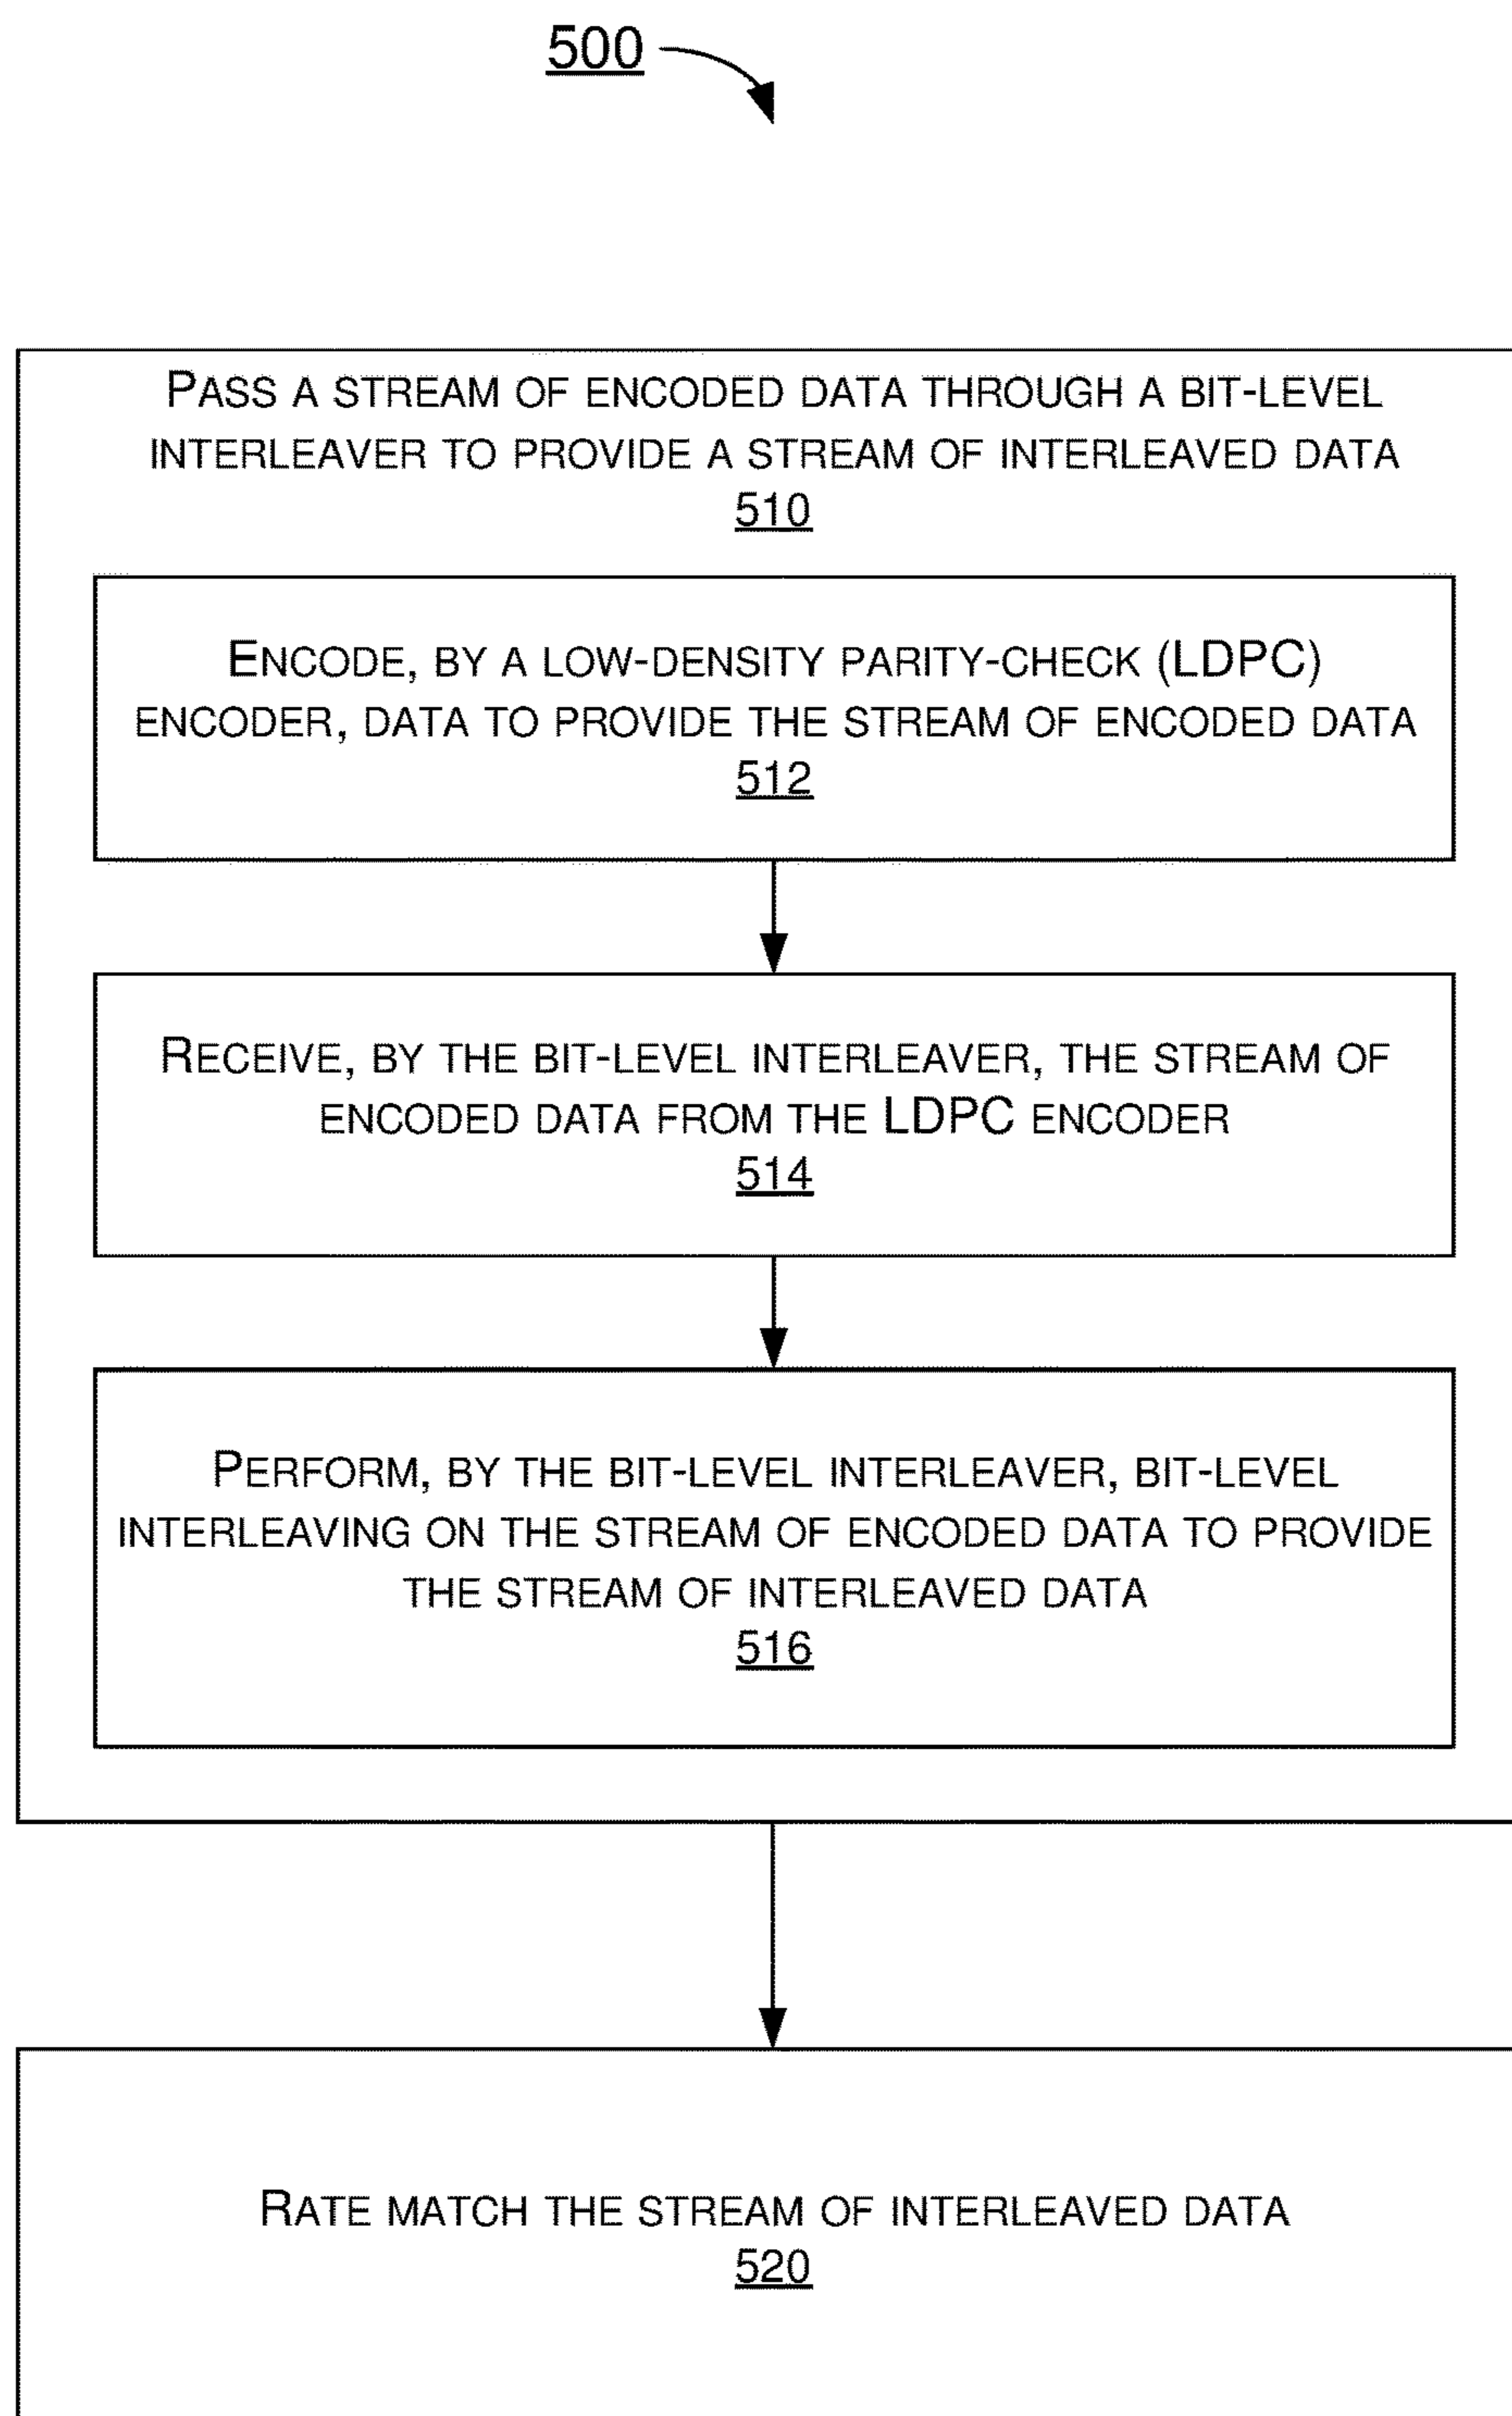 500
PASS A STREAM OF ENCODED DATA THROUGH A BIT-LEVEL
INTERLEAVER TO PROVIDE A STREAM OF INTERLEAVED DATA
510
ENCODE, BY A LOW-DENSITY PARITY-CHECK (LDPC)
ENCODER, DATA TO PROVIDE THE STREAM OF ENCODED DATA
512
RECEIVE, BY THE BIT-LEVEL INTERLEAVER, THE STREAM OF
ENCODED DATA FROM THE LDPC ENCODER
514
PERFORM, BY THE BIT-LEVEL INTERLEAVER, BIT-LEVEL
INTERLEAVING ON THE STREAM OF ENCODED DATA TO PROVIDE
THE STREAM OF INTERLEAVED DATA
516
RATE MATCH THE STREAM OF INTERLEAVED DATA
520